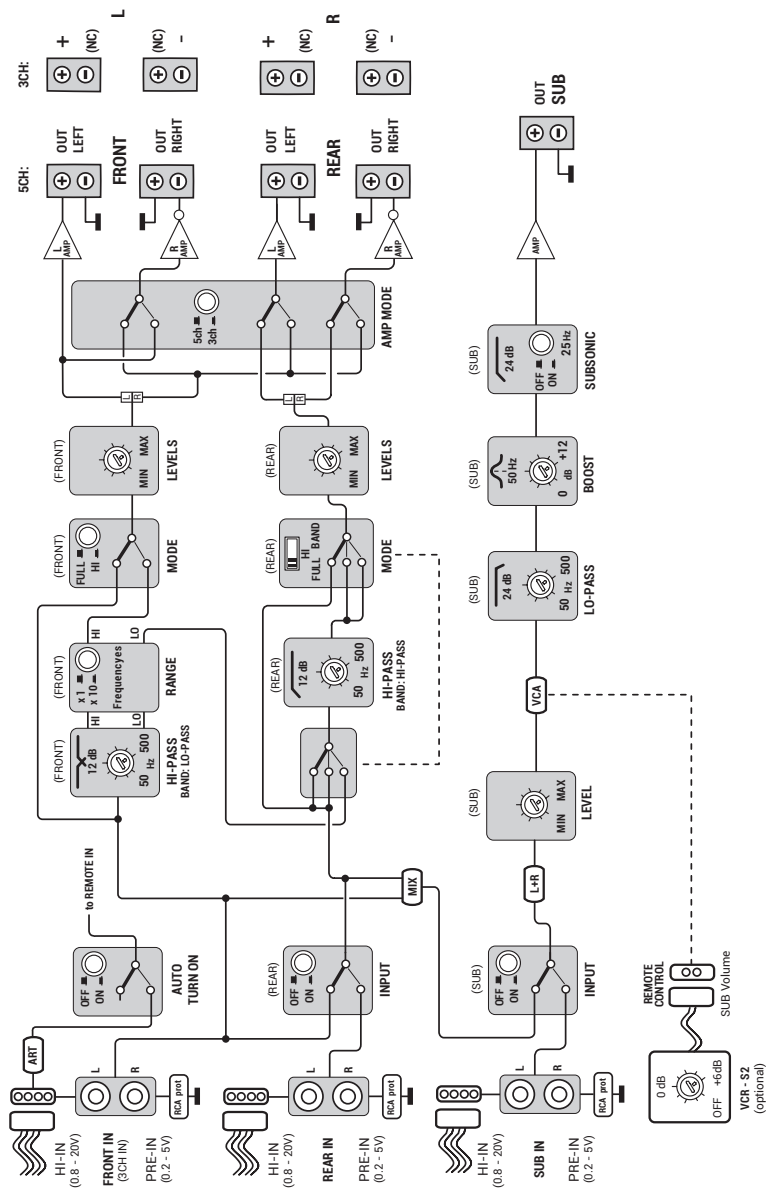 HI-IN
(0.8 - 20V)
FRONT IN
(3CH IN)
PRE-IN
(0.2 - 5V)
L
R
RCA prot
ART
OFF
ON
AUTO
TURN ON
to REMOTE IN
(FRONT)
12 dB
50 Hz 500
HI-PASS
BAND: LO-PASS
HI
LO
(FRONT)
x 1
x 10
Frequencyes
RANGE
HI
LO
(FRONT)
FULL
HI
MODE
(FRONT)
MIN MAX
LEVELS
L
R
5ch
3ch
AMP MODE
L
AMP
R
AMP
L
AMP
R
AMP
5CH:
OUT
LEFT
FRONT
OUT
RIGHT
OUT
LEFT
REAR
OUT
RIGHT
3CH:
+
(NC)
L
(NC)
-
+
(NC)
R
(NC)
-
HI-IN
(0.8 - 20V)
REAR IN
PRE-IN
(0.2 - 5V)
L
R
RCA prot
(REAR)
OFF
ON
INPUT
(REAR)
12 dB
50 Hz 500
HI-PASS
BAND: HI-PASS
(REAR)
HI
FULL BAND
MODE
(REAR)
MIN MAX
LEVELS
L
R
MIX
HI-IN
(0.8 - 20V)
SUB IN
PRE-IN
(0.2 - 5V)
L
R
RCA prot
(SUB)
OFF
ON
INPUT
L+R
(SUB)
MIN MAX
LEVEL
VCA
(SUB)
24 dB
50 Hz 500
LO-PASS
(SUB)
50 Hz
0 dB +12
BOOST
(SUB)
24 dB
OFF
ON
25 Hz
SUBSONIC
AMP
OUT
SUB
0 dB
OFF +6dB
VCR - S2
(optional)
REMOTE
CONTROL
SUB Volume